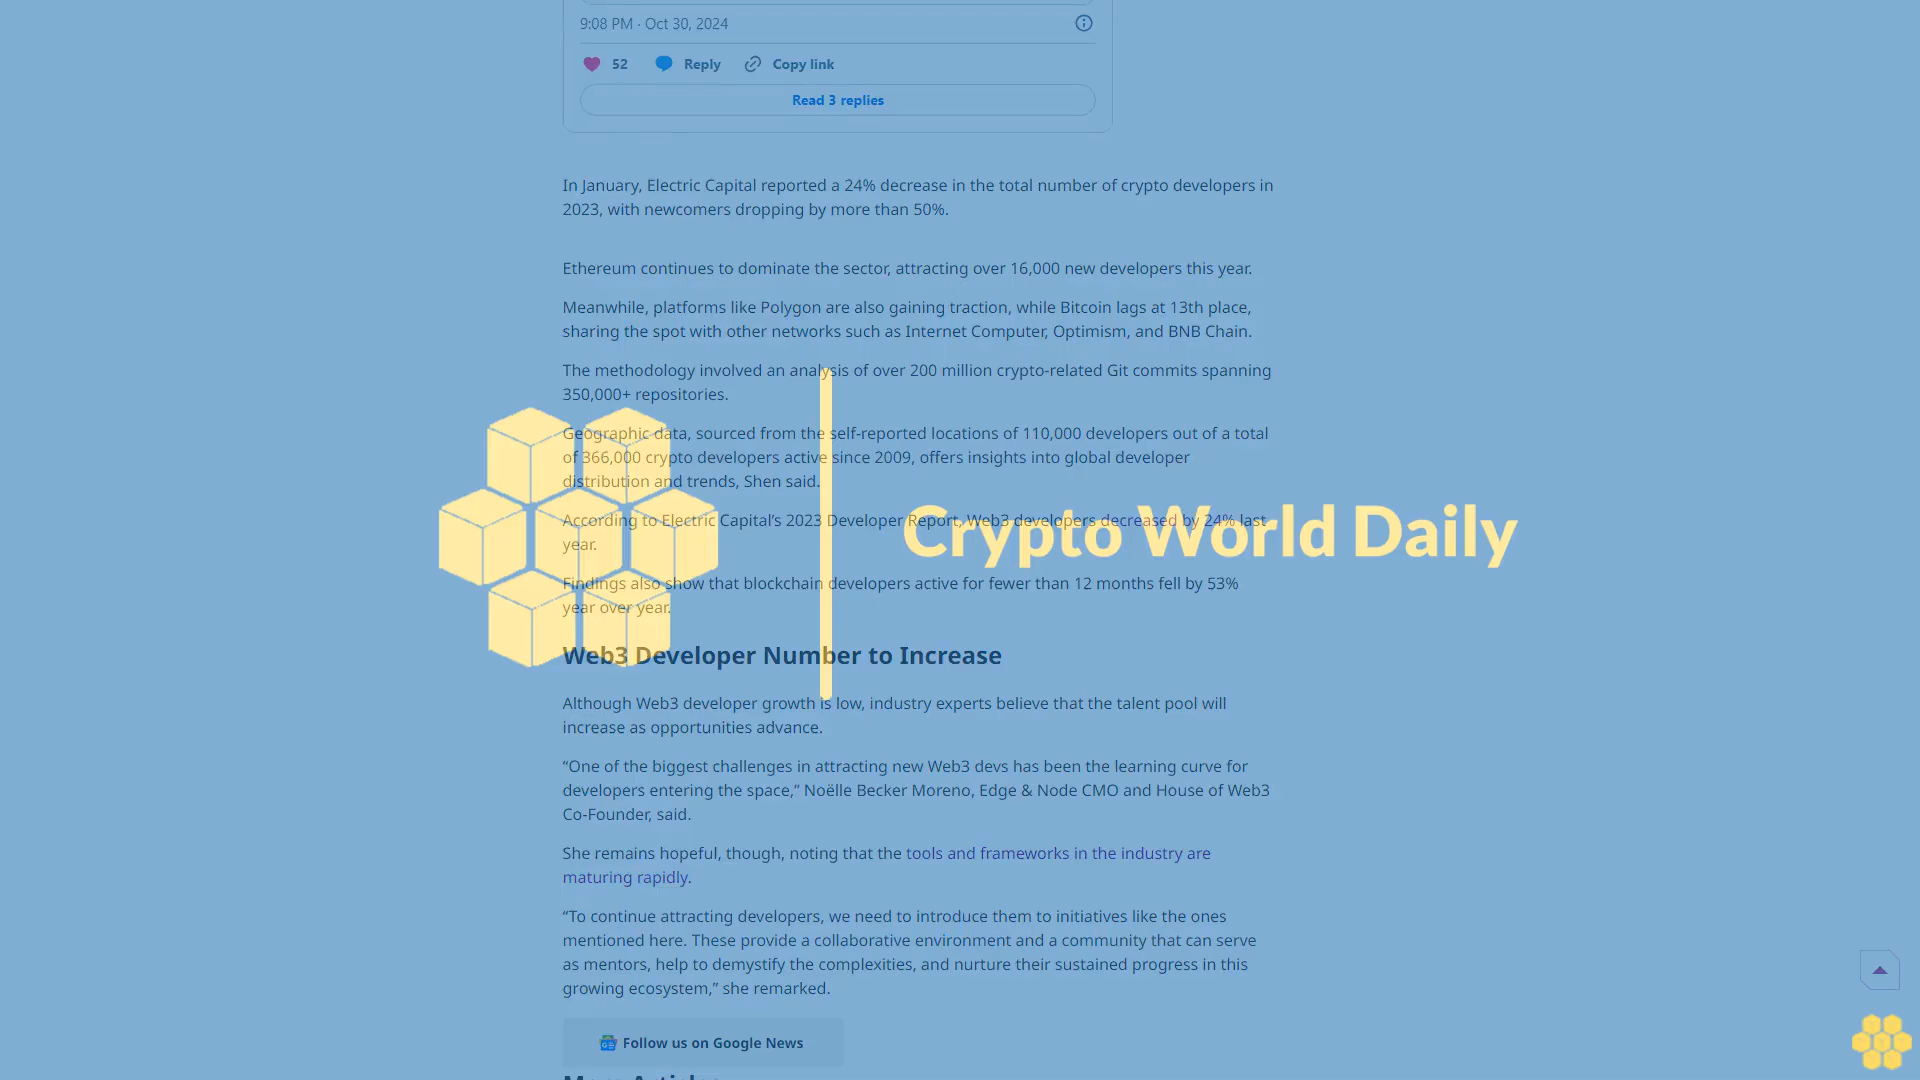 9:08 PM · Oct 30, 2024
52 Reply Copy link
Read 3 replies
In January, Electric Capital reported a 24% decrease in the total number of crypto developers in
2023, with newcomers dropping by more than 50%.
Ethereum continues to dominate the sector, attracting over 16,000 new developers this year.
Meanwhile, platforms like Polygon are also gaining traction, while Bitcoin lags at 13th place,
sharing the spot with other networks such as Internet Computer, Optimism, and BNB Chain.
The methodology involved an analysis of over 200 million crypto-related Git commits spanning
350,000+ repositories.
Geographic data, sourced from the self-reported locations of 110,000 developers out of a total
of 366,000 crypto developers active since 2009, offers insights into global developer
distribution and trends, Shen said.
According to Electric Capital’s 2023 Developer Report, Web3 developers decreased by 24% last
year.
Crypto World Daily
Findings also show that blockchain developers active for fewer than 12 months fell by 53%
year over year.
Web3 Developer Number to Increase
Although Web3 developer growth is low, industry experts believe that the talent pool will
increase as opportunities advance.
“One of the biggest challenges in attracting new Web3 devs has been the learning curve for
developers entering the space,” Noëlle Becker Moreno, Edge & Node CMO and House of Web3
Co-Founder, said.
She remains hopeful, though, noting that the tools and frameworks in the industry are
maturing rapidly.
“To continue attracting developers, we need to introduce them to initiatives like the ones
mentioned here. These provide a collaborative environment and a community that can serve
as mentors, help to demystify the complexities, and nurture their sustained progress in this
growing ecosystem,” she remarked.
Follow us on Google News